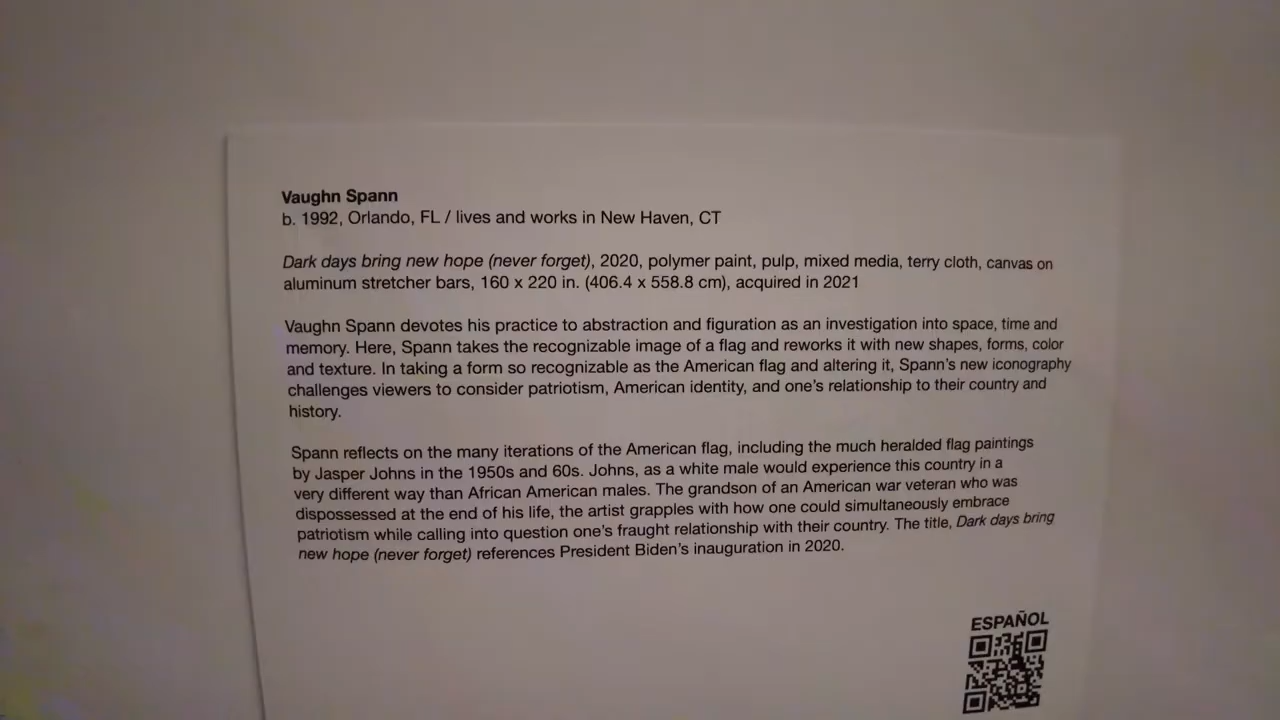 Vaughn Spann
b. 1992, Orlando, FL / lives and works in New Haven, CT
Dark days bring new hope (never forget), 2020, polymer paint, pulp, mixed media, terry cloth, canvas on
aluminum stretcher bars, 160 x 220 in. (406.4 x 558.8 cm), acquired in 2021
Vaughn Spann devotes his practice to abstraction and figuration as an investigation into space, time and
memory. Here, Spann takes the recognizable image of a flag and reworks it with new shapes, forms, color
and texture. In taking a form so recognizable as the American flag and altering it, Spann's new iconography
challenges viewers to consider patriotism, American identity, and one's relationship to their country and
history.
Spann reflects on the many iterations of the American flag, including the much heralded flag paintings
by Jasper Johns in the 1950s and 60s. Johns, as a white male would experience this country in a
very different way than African American males. The grandson of an American war veteran who was
dispossessed at the end of his life, the artist grapples with how one could simultaneously embrace
patriotism while calling into question one's fraught relationship with their country. The title, Dark days bring
new hope (never forget) references President Biden's inauguration in 2020.
ESPAÑOL